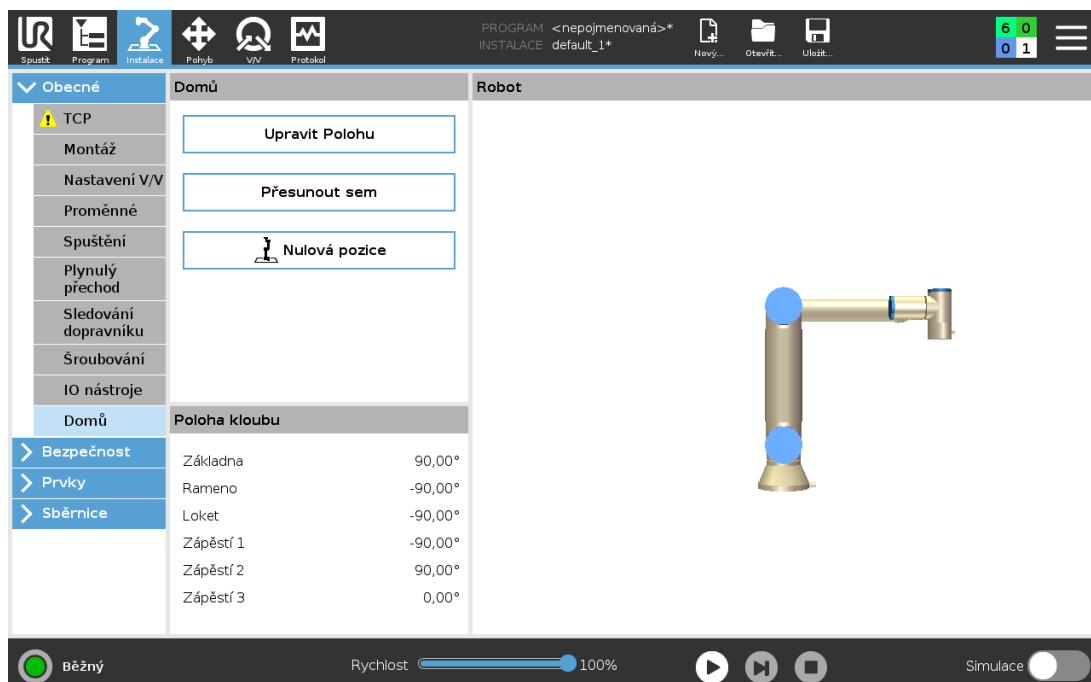 UR
Spustit
Program
Instalace
Pohyb
V/V
Protokol
PROGRAM <nepojmenovaná>*
INSTALACE default_1*
Nový...
Otevřít...
Uložit...
6 0
0 1
Obecné
TCP
Montáž
Nastavení V/V
Proměnné
Spuštění
Plynulý
přechod
Sledování
dopravníku
Šroubování
IO nástroje
Domů
Bezpečnost
Prvky
Sběrnice
Domů
Upravit Polohu
Přesunout sem
Nulová pozice
Poloha kloubu
Základna 90,00°
Rameno -90,00°
Loket -90,00°
Zápěstí 1 -90,00°
Zápěstí 2 90,00°
Zápěstí 3 0,00°
Robot
Běžný
Rychlost 100%
Simulace